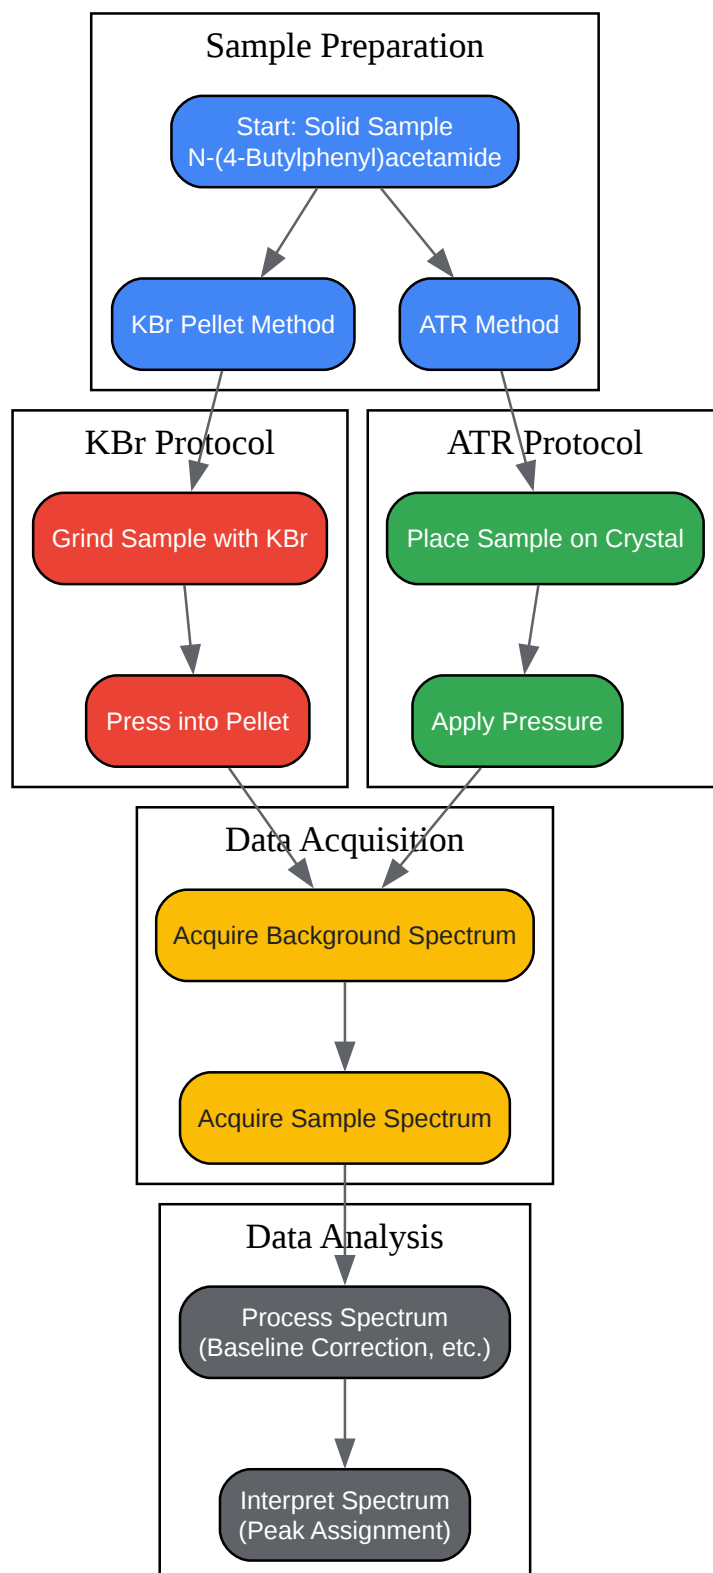 Sample Preparation
Start: Solid Sample
N-(4-Butylphenyl)acetamide
KBr Pellet Method
ATR Method
KBr Protocol
Grind Sample with KBr
Press into Pellet
ATR Protocol
Place Sample on Crystal
Apply Pressure
Data Acquisition
Acquire Background Spectrum
Acquire Sample Spectrum
Data Analysis
Process Spectrum
(Baseline Correction, etc.)
Interpret Spectrum
(Peak Assignment)